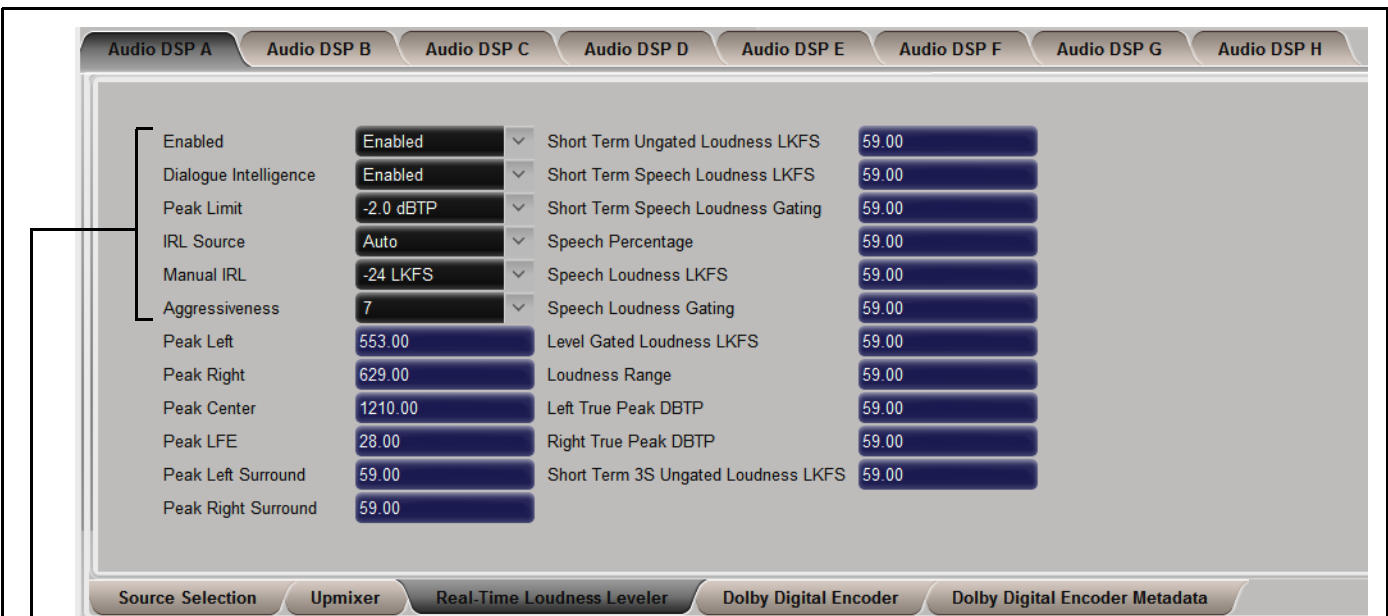 Audio DSP A Audio DSP B Audio DSP C Audio DSP D Audio DSP E Audio DSP F Audio DSP G Audio DSP H
Enabled Enabled Short Term Ungated Loudness LKFS 59.00
Dialogue Intelligence Enabled Short Term Speech Loudness LKFS 59.00
Peak Limit -2.0 dBTP Short Term Speech Loudness Gating 59.00
IRL Source Auto Speech Percentage 59.00
Manual IRL -24 LKFS Speech Loudness LKFS 59.00
Aggressiveness 7 Speech Loudness Gating 59.00
Peak Left 553.00 Level Gated Loudness LKFS 59.00
Peak Right 629.00 Loudness Range 59.00
Peak Center 1210.00 Left True Peak DBTP 59.00
Peak LFE 28.00 Right True Peak DBTP 59.00
Peak Left Surround 59.00 Short Term 3S Ungated Loudness LKFS 59.00
Peak Right Surround 59.00
Source Selection Upmixer Real-Time Loudness Leveler Dolby Digital Encoder Dolby Digital Encoder Metadata